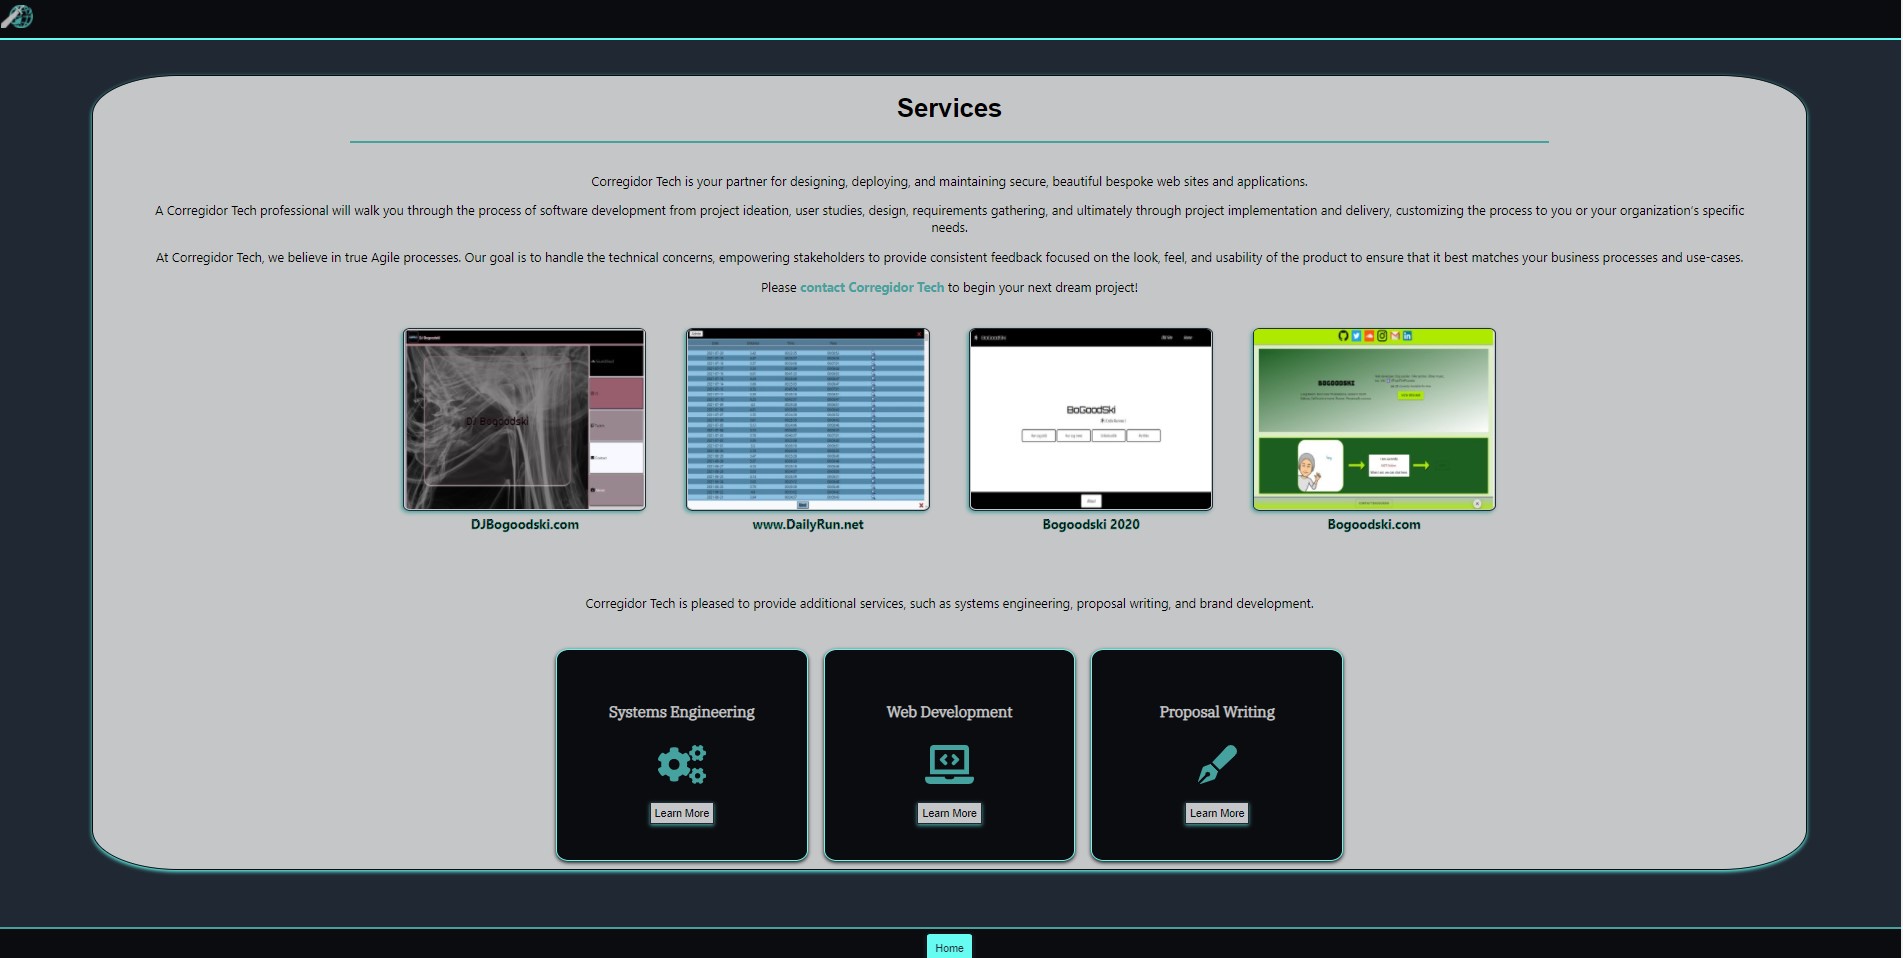 Services
Corregidor Tech is your partner for designing, deploying, and maintaining secure, beautiful bespoke web sites and applications.
A Corregidor Tech professional will walk you through the process of software development from project ideation, user studies, design, requirements gathering, and ultimately through project implementation and delivery, customizing the process to you or your organization's specific
needs.
At Corregidor Tech, we believe in true Agile processes. Our goal is to handle the technical concerns, empowering stakeholders to provide consistent feedback focused on the look, feel, and usability of the product to ensure that it best matches your business processes and use-cases.
Please contact Corregidor Tech to begin your next dream project!
DJ Bogoodski
BoGoodSki
BOGOODSKI
DJBogoodski.com
www.DailyRun.net
Bogoodski 2020
Bogoodski.com
Corregidor Tech is pleased to provide additional services, such as systems engineering, proposal writing, and brand development.
Systems Engineering
Web Development
Proposal Writing
Learn More
Learn More
Learn More
Home